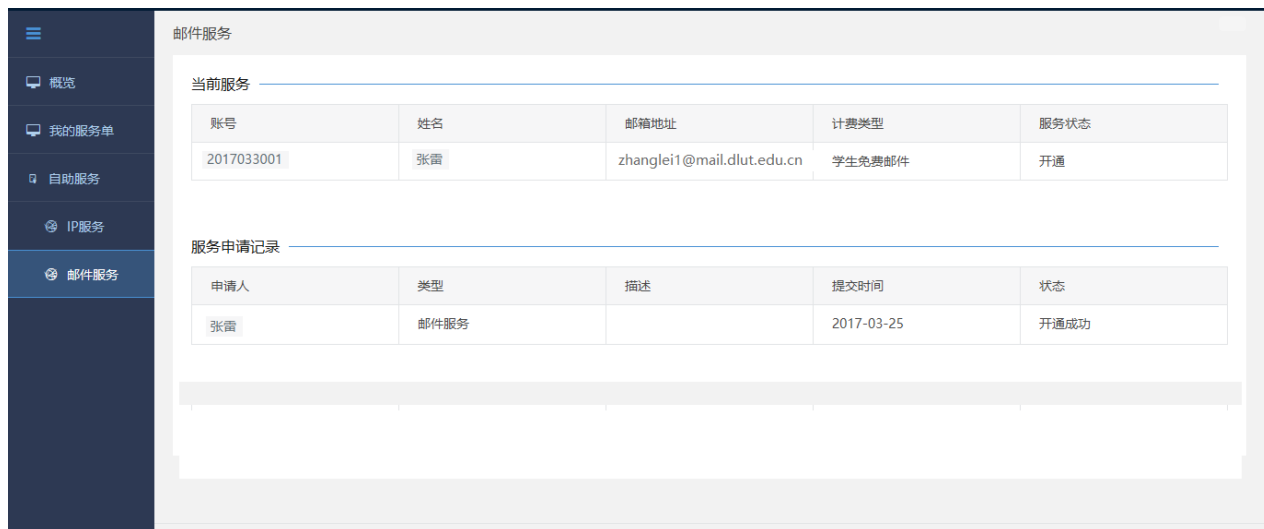 邮件服务
概览
我的服务单
自助服务
IP服务
邮件服务
当前服务
账号 姓名 邮箱地址 计费类型 服务状态
2017033001 张雷 zhanglei1@mail.dlut.edu.cn 学生免费邮件 开通
服务申请记录
申请人 类型 描述 提交时间 状态
张雷 邮件服务 2017-03-25 开通成功